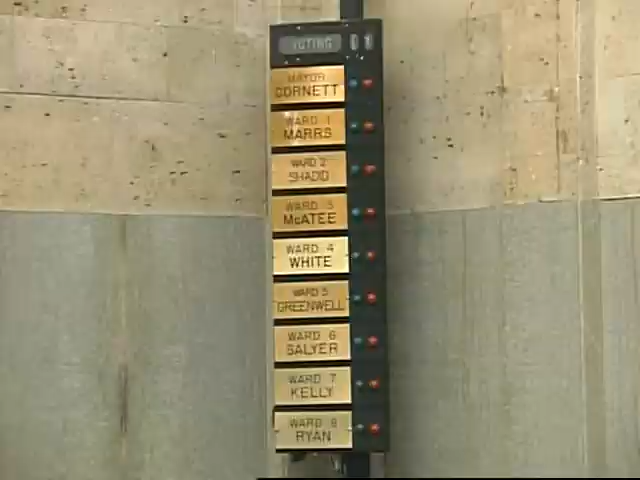 VOTING
MAYOR
CORNETT
WARD 1
MARRS
WARD 2
SHADID
WARD 3
McATEE
WARD 4
WHITE
WARD 5
GREENWELL
WARD 6
SALYER
WARD 7
KELLY
WARD 8
RYAN